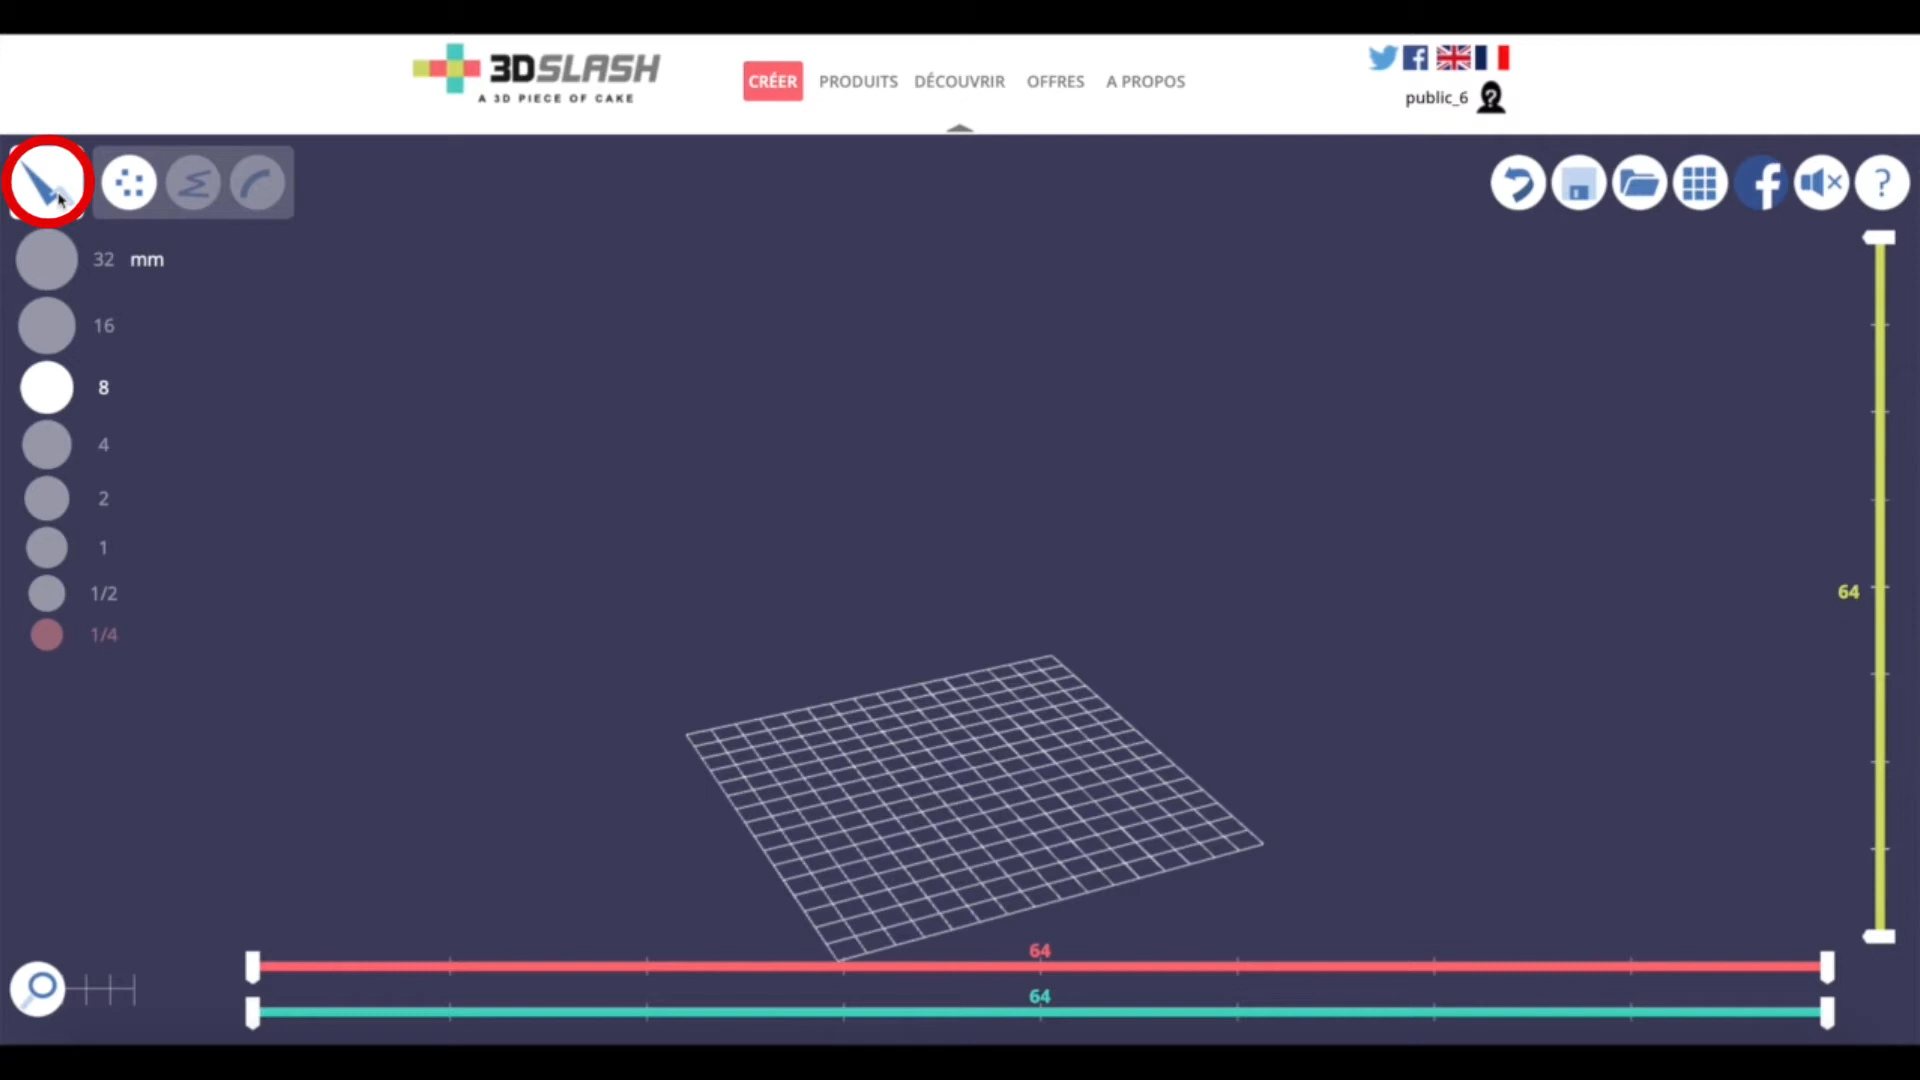 3DSLASH
A 3D PIECE OF CAKE
CRÉER PRODUITS DÉCOUVRIR OFFRES A PROPOS
public_6
32 mm
16
8
4
2
1
1/2
1/4
64
64
64
?